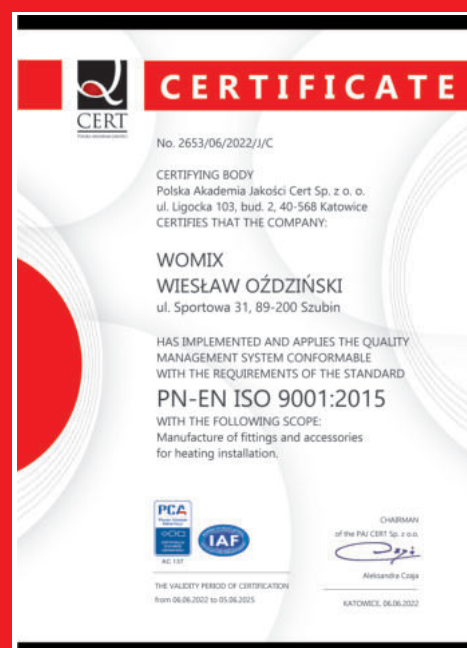 CERTIFICATE
CERT
No. 2653/06/2022/J/C
CERTIFYING BODY
Polska Akademia Jakości Cert Sp. z o. o.
ul. Ligocka 103, bud. 2, 40-568 Katowice
CERTIFIES THAT THE COMPANY:
WOMIX
WIESŁAW OŹDZIŃSKI
ul. Sportowa 31, 89-200 Szubin
HAS IMPLEMENTED AND APPLIES THE QUALITY
MANAGEMENT SYSTEM CONFORMABLE
WITH THE REQUIREMENTS OF THE STANDARD
PN-EN ISO 9001:2015
WITH THE FOLLOWING SCOPE:
Manufacture of fittings and accessories
for heating installation.
PCA
IAF
AC 137
CHAIRMAN
of the PAJ CERT Sp. z o.o.
Aleksandra Czaja
THE VALIDITY PERIOD OF CERTIFICATION
from 06.06.2022 to 05.06.2025
KATOWICE, 06.06.2022